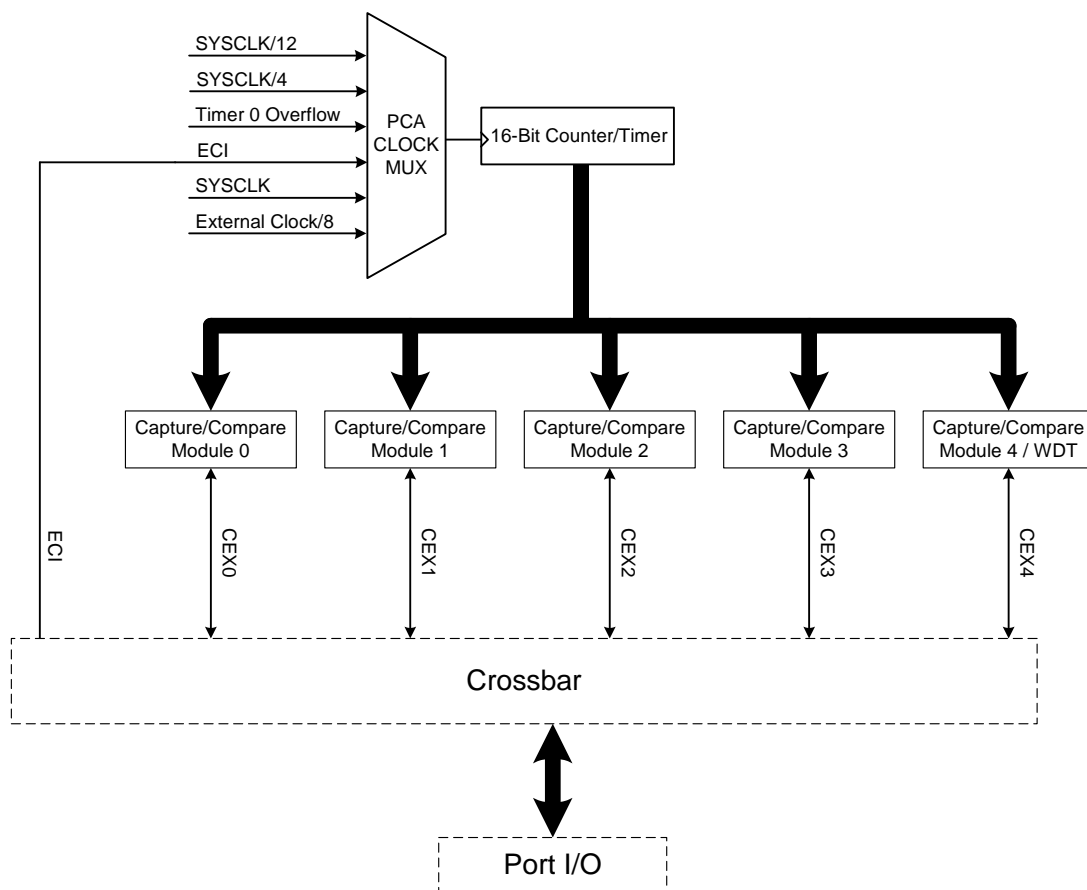 SYSCLK/12
SYSCLK/4
Timer 0 Overflow
ECI
SYSCLK
External Clock/8
PCA
CLOCK
MUX
16-Bit Counter/Timer
Capture/Compare
Module 0
Capture/Compare
Module 1
Capture/Compare
Module 2
Capture/Compare
Module 3
Capture/Compare
Module 4 / WDT
ECI
CEX0
CEX1
CEX2
CEX3
CEX4
Crossbar
Port I/O